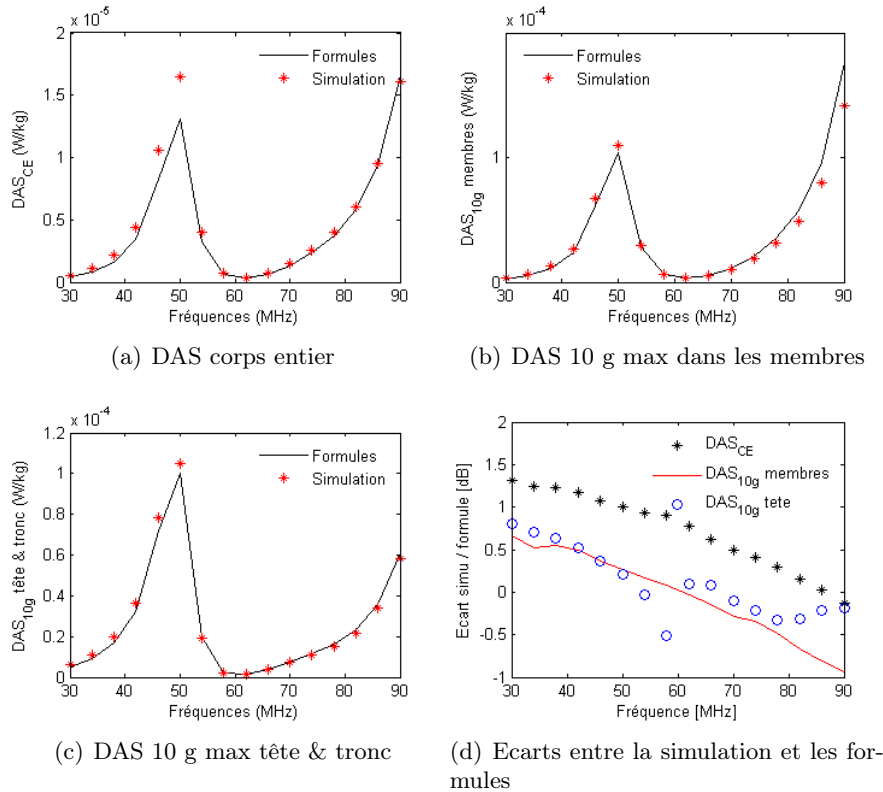 x 10^-5
2
1.5
1
0.5
0
DAS_CE (W/kg)
Formules
Simulation
30 40 50 60 70 80 90
Fréquences (MHz)
(a) DAS corps entier
x 10^-4
1
0
DAS_10g membres (W/kg)
Formules
Simulation
30 40 50 60 70 80 90
Fréquences (MHz)
(b) DAS 10 g max dans les membres
x 10^-4
1.2
1
0.8
0.6
0.4
0.2
0
DAS_10g tête & tronc (W/kg)
Formules
Simulation
30 40 50 60 70 80 90
Fréquences (MHz)
(c) DAS 10 g max tête & tronc
2
1.5
1
0.5
0
-0.5
-1
Ecart simu / formule [dB]
DAS_CE
DAS_10g membres
DAS_10g tete
30 40 50 60 70 80 90
Fréquence [MHz]
(d) Ecarts entre la simulation et les for-
mules